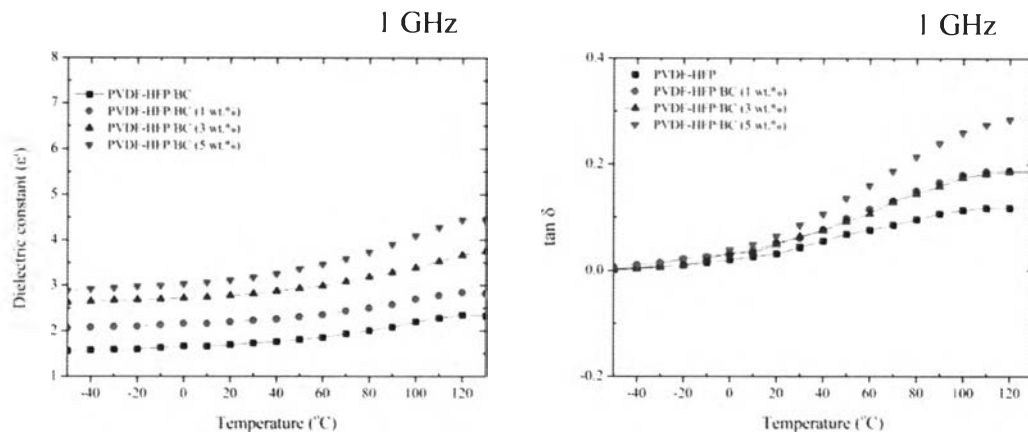 1 GHz
8
7
6
5
4
3
2
1
Dielectric constant (ε')
PVDF-HFP/BC
PVDF-HFP/BC (1 wt.%)
PVDF-HFP/BC (3 wt.%)
PVDF-HFP/BC (5 wt.%)
-40 -20 0 20 40 60 80 100 120
Temperature (°C)
1 GHz
0.4
0.2
0.0
-0.2
tan δ
PVDF-HFP
PVDF-HFP/BC (1 wt.%)
PVDF-HFP/BC (3 wt.%)
PVDF-HFP/BC (5 wt.%)
-40 -20 0 20 40 60 80 100 120
Temperature (°C)